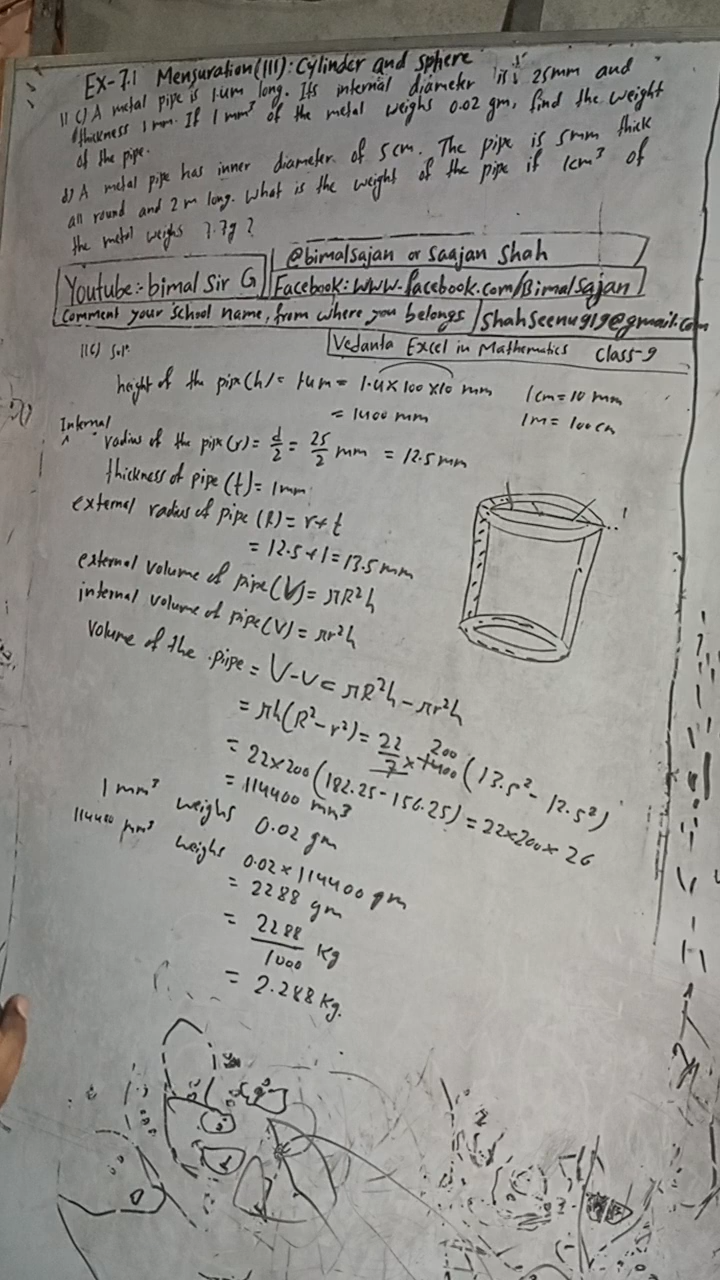 Ex-7.1 Mensuration(III): Cylinder and sphere
11 c) A metal pipe is 1.4m long. Its internal diameter is 25mm and
thickness 1 mm. If 1 mm³ of the metal weighs 0.02 gm, find the weight
of the pipe.
d) A metal pipe has inner diameter of 5 cm. The pipe is 5mm thick
all round and 2 m long. What is the weight of the pipe if 1cm³ of
the metal weighs 7.7g?
@bimalsajan or Saajan Shah
Youtube:- bimal Sir G
Facebook: www.facebook.com/Bimalsajan
Comment your school name, from where you belongs
Shahseenu919@gmail.com
Vedanta Excel in Mathematics Class-9
11c) Solⁿ
height of the pipe(h) = 1.4m = 1.4×100×10 mm
1cm = 10 mm
= 1400 mm
1m = 100cm
Internal
radius of the pipe(r) = d/2 = 25/2 mm = 12.5mm
thickness of pipe (t) = 1mm
external radius of pipe (R) = r+t
= 12.5+1 = 13.5mm
external volume of pipe(V) = πR²h
internal volume of pipe(v) = πr²h
Volume of the pipe = V-v = πR²h - πr²h
= πh(R²-r²) = 22/7 × 1400 200 (13.5² - 12.5²)
= 22×200 (182.25 - 156.25) = 22×200×26
= 114400 mm³
1 mm³ weighs 0.02 gm
114400 mm³ weighs 0.02×114400 gm
= 2288 gm
= 2288/1000 kg
= 2.288 kg.